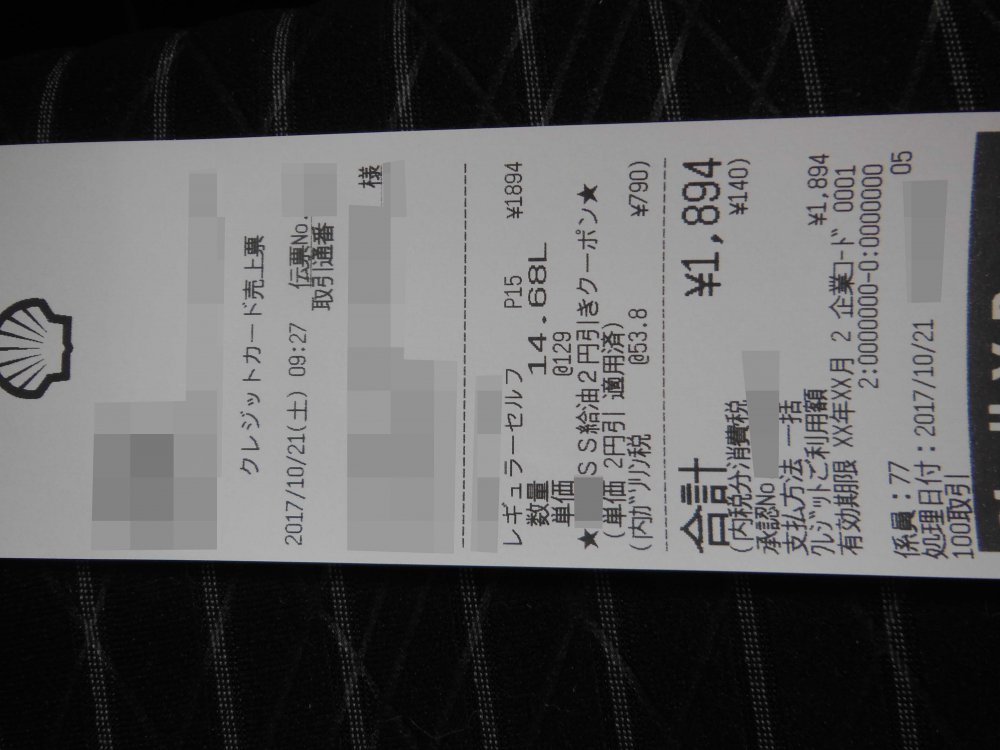 クレジットカード売上票
2017/10/21(土) 09:27 伝票No.
取引通番
様
レギュラーセルフ P15 ¥1894
数量 14.68L
単価 @129
★ SS給油2円引きクーポン★
(単価 2円引 適用済)
(内ガソリン税 @53.8 ¥790)
合計 ¥1,894
(内税分消費税 ¥140)
承認No
支払方法 一括
クレジットご利用額 ¥1,894
有効期限 XX年XX月 2 企業コード 0001
2:0000000-0:00000000
係員:77 05
処理日付:2017/10/21
100取引